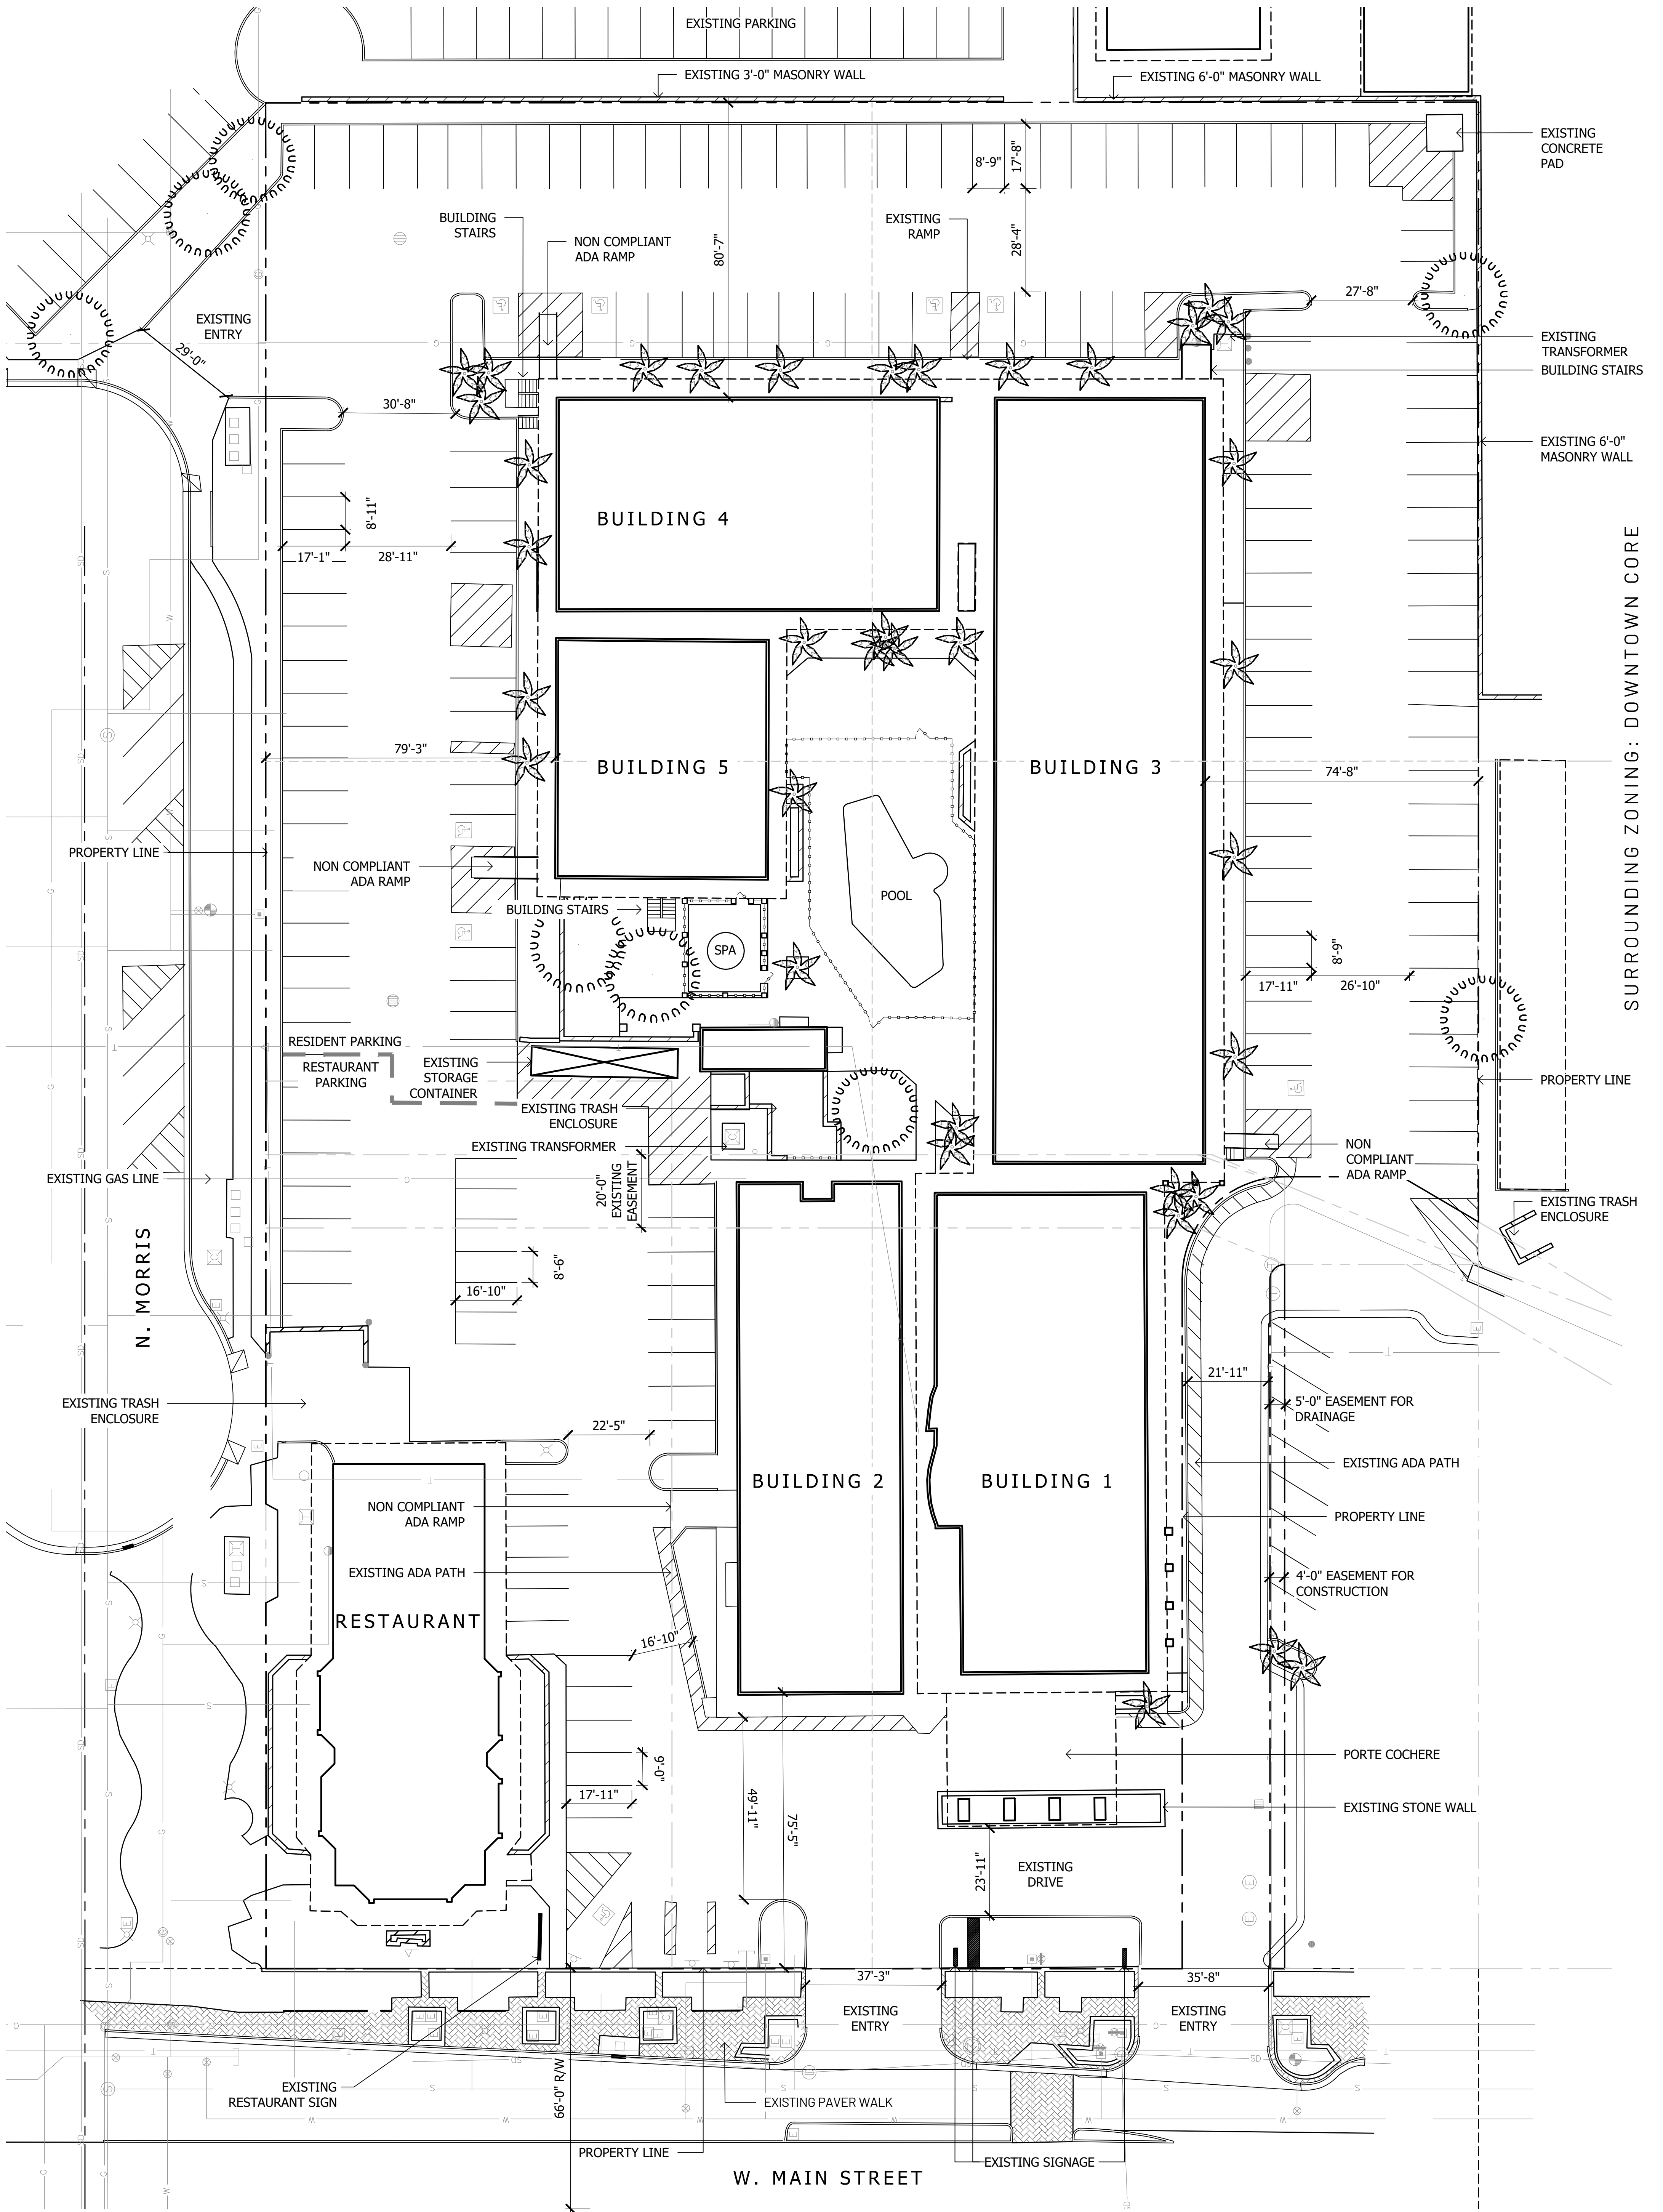 EXISTING PARKING
EXISTING 3'-0" MASONRY WALL
EXISTING 6'-0" MASONRY WALL
EXISTING
CONCRETE
PAD
8'-9"
17'-8"
BUILDING
STAIRS
NON COMPLIANT
ADA RAMP
80'-7"
EXISTING
RAMP
28'-4"
27'-8"
EXISTING
ENTRY
29'-0"
EXISTING
TRANSFORMER
BUILDING STAIRS
30'-8"
EXISTING 6'-0"
MASONRY WALL
8'-11"
BUILDING 4
17'-1"
28'-11"
SURROUNDING ZONING: DOWNTOWN CORE
79'-3"
BUILDING 5
BUILDING 3
74'-8"
PROPERTY LINE
NON COMPLIANT
ADA RAMP
POOL
BUILDING STAIRS
SPA
8'-9"
17'-11"
26'-10"
RESIDENT PARKING
RESTAURANT
PARKING
EXISTING
STORAGE
CONTAINER
PROPERTY LINE
EXISTING TRASH
ENCLOSURE
EXISTING TRANSFORMER
NON
COMPLIANT
ADA RAMP
EXISTING GAS LINE
20'-0"
EXISTING
EASEMENT
EXISTING TRASH
ENCLOSURE
N. MORRIS
8'-6"
16'-10"
21'-11"
EXISTING TRASH
ENCLOSURE
5'-0" EASEMENT FOR
DRAINAGE
22'-5"
EXISTING ADA PATH
BUILDING 2
BUILDING 1
NON COMPLIANT
ADA RAMP
PROPERTY LINE
EXISTING ADA PATH
4'-0" EASEMENT FOR
CONSTRUCTION
RESTAURANT
16'-10"
PORTE COCHERE
9'-0"
17'-11"
49'-11"
75'-5"
EXISTING STONE WALL
23'-11"
EXISTING
DRIVE
37'-3"
35'-8"
EXISTING
ENTRY
EXISTING
ENTRY
EXISTING
RESTAURANT SIGN
66'-0" R/W
EXISTING PAVER WALK
PROPERTY LINE
EXISTING SIGNAGE
W. MAIN STREET